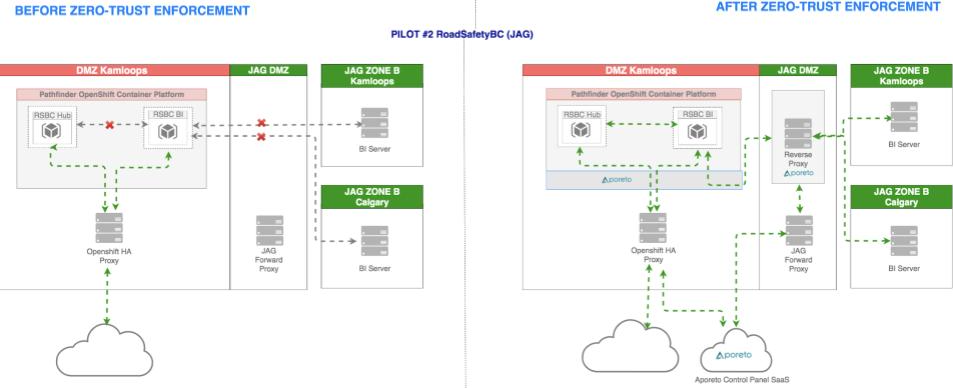 BEFORE ZERO-TRUST ENFORCEMENT
AFTER ZERO-TRUST ENFORCEMENT
PILOT #2 RoadSafetyBC (JAG)
DMZ Kamloops
JAG DMZ
JAG ZONE B
Kamloops
Pathfinder OpenShift Container Platform
RSBC Hub
RSBC BI
BI Server
JAG ZONE B
Calgary
Openshift HA
Proxy
JAG
Forward
Proxy
BI Server
DMZ Kamloops
JAG DMZ
JAG ZONE B
Kamloops
Pathfinder OpenShift Container Platform
RSBC Hub
RSBC BI
Reverse
Proxy
aporeto
BI Server
aporeto
JAG ZONE B
Calgary
Openshift HA
Proxy
JAG
Forward
Proxy
BI Server
aporeto
Aporeto Control Panel SaaS